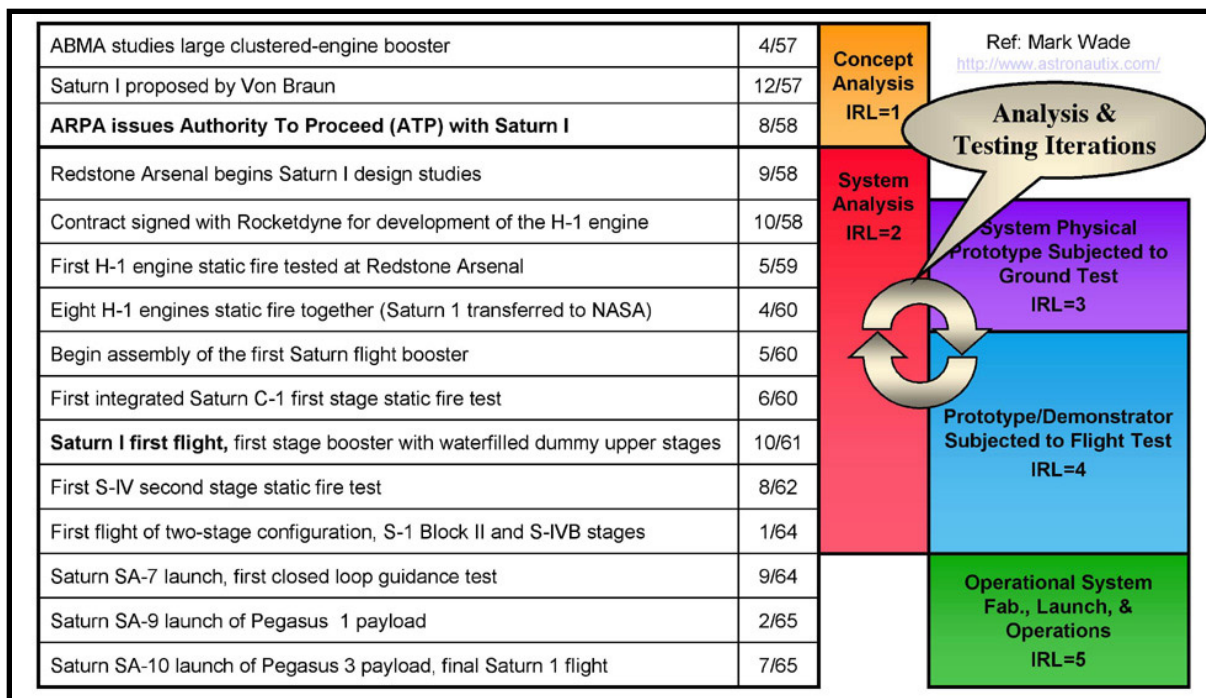 ABMA studies large clustered-engine booster 4/57
Saturn I proposed by Von Braun 12/57
ARPA issues Authority To Proceed (ATP) with Saturn I 8/58
Redstone Arsenal begins Saturn I design studies 9/58
Contract signed with Rocketdyne for development of the H-1 engine 10/58
First H-1 engine static fire tested at Redstone Arsenal 5/59
Eight H-1 engines static fire together (Saturn 1 transferred to NASA) 4/60
Begin assembly of the first Saturn flight booster 5/60
First integrated Saturn C-1 first stage static fire test 6/60
Saturn I first flight, first stage booster with waterfilled dummy upper stages 10/61
First S-IV second stage static fire test 8/62
First flight of two-stage configuration, S-1 Block II and S-IVB stages 1/64
Saturn SA-7 launch, first closed loop guidance test 9/64
Saturn SA-9 launch of Pegasus 1 payload 2/65
Saturn SA-10 launch of Pegasus 3 payload, final Saturn 1 flight 7/65
Concept
Analysis
IRL=1
System
Analysis
IRL=2
Ref: Mark Wade
http://www.astronautix.com/
Analysis &
Testing Iterations
System Physical
Prototype Subjected to
Ground Test
IRL=3
Prototype/Demonstrator
Subjected to Flight Test
IRL=4
Operational System
Fab., Launch, &
Operations
IRL=5